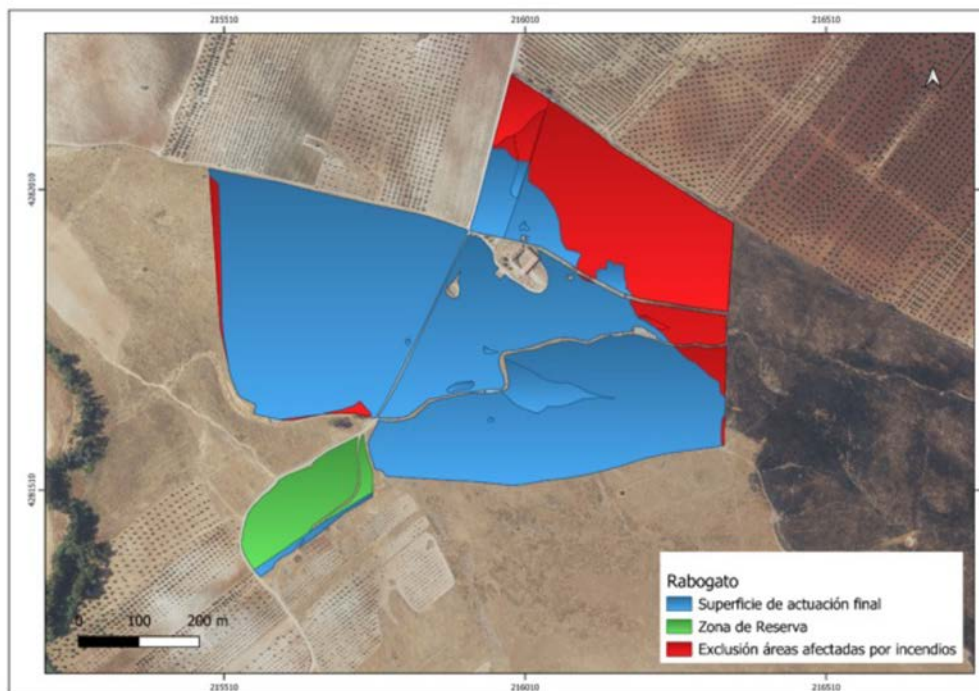 215510 216010 216510
4282010
4281510
Rabogato
Superficie de actuación final
Zona de Reserva
Exclusión áreas afectadas por incendios
0 100 200 m
215510 216010 216510